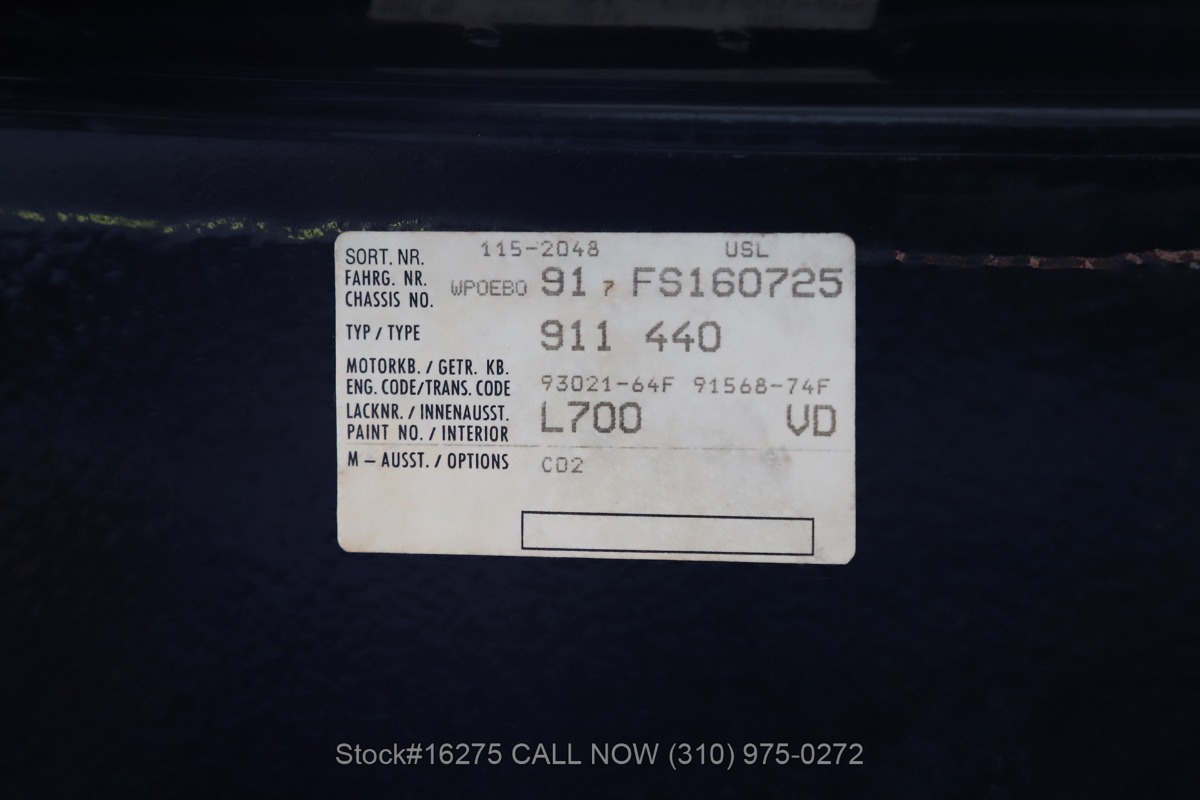 SORT. NR. 115-2048 USL
FAHRG. NR.
CHASSIS NO. WPOEBO 91 7 FS160725
TYP / TYPE 911 440
MOTORKB. / GETR. KB.
ENG. CODE/TRANS. CODE 93021-64F 91568-74F
LACKNR. / INNENAUSST.
PAINT NO. / INTERIOR L700 VD
M – AUSST. / OPTIONS C02
Stock#16275 CALL NOW (310) 975-0272